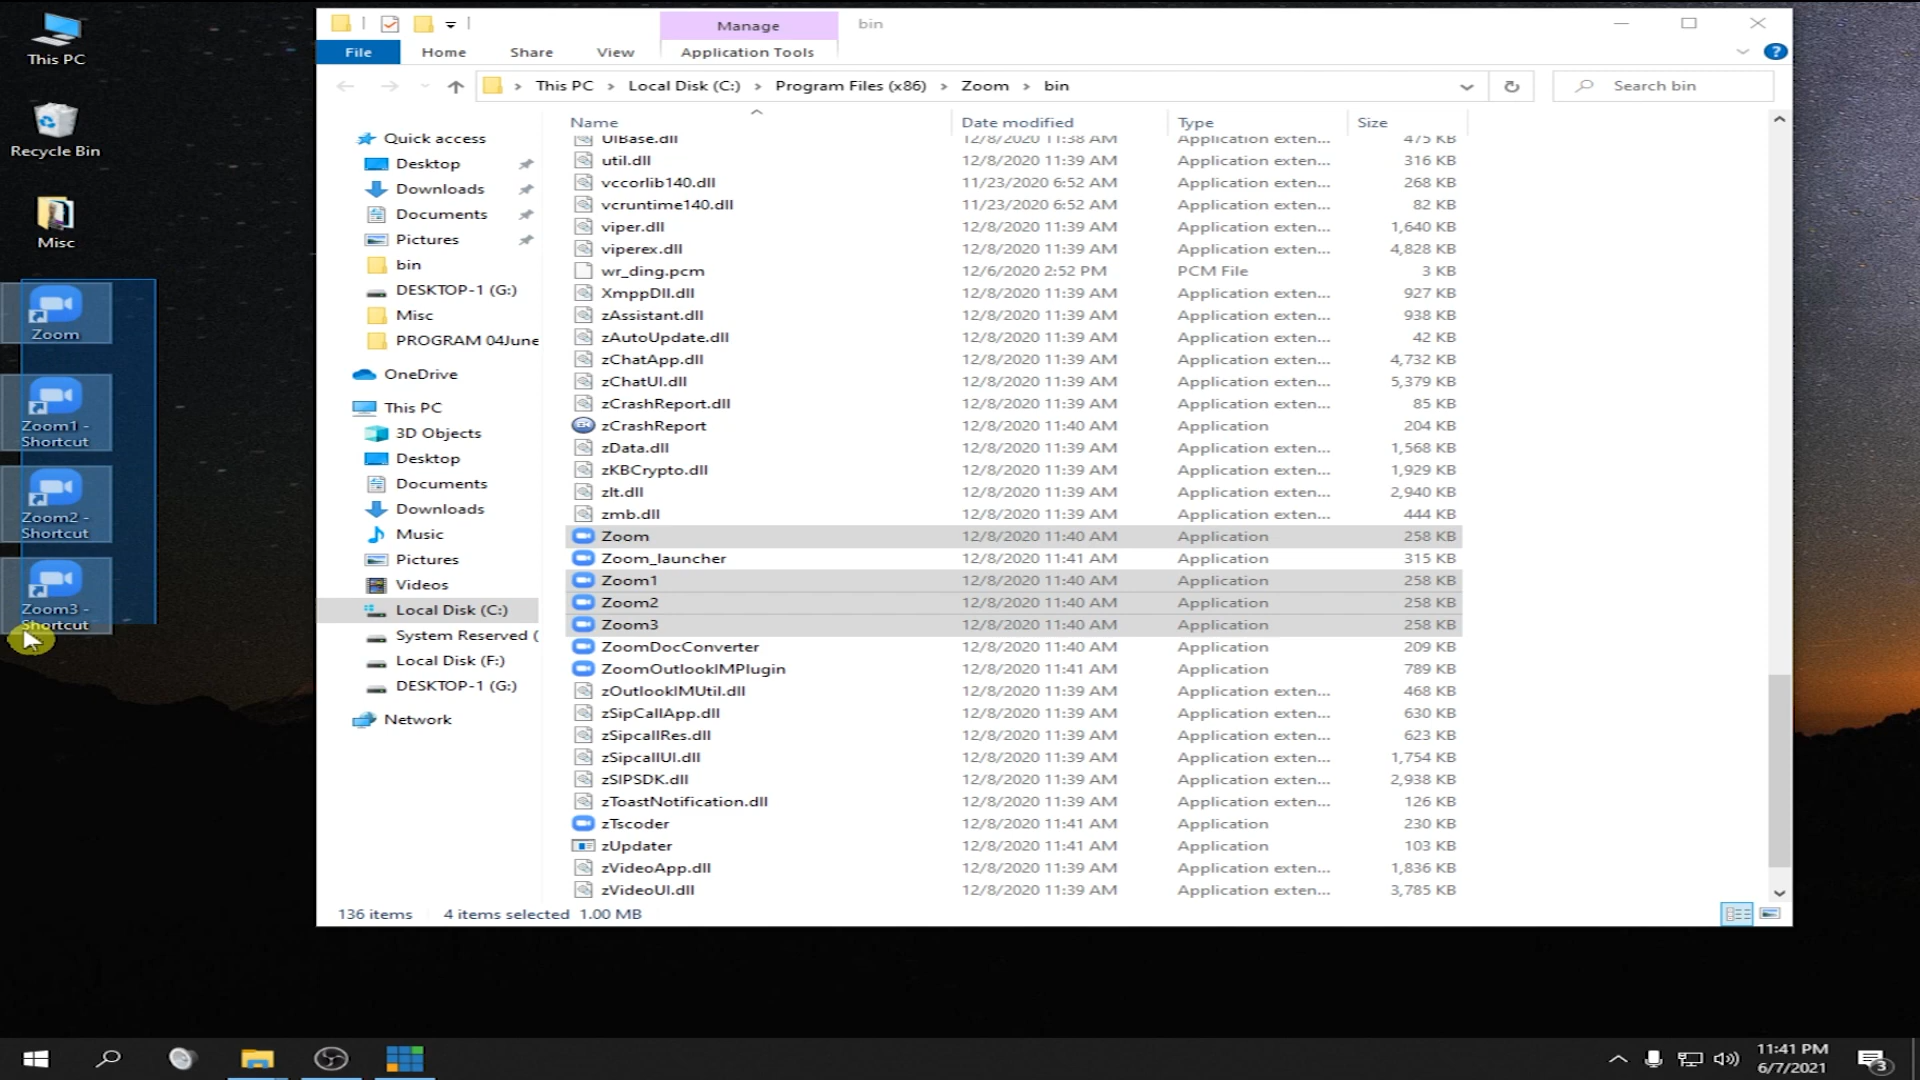 This PC
Recycle Bin
Misc
Zoom
Zoom1 -
Shortcut
Zoom2 -
Shortcut
Zoom3 -
Shortcut
Manage
bin
File
Home
Share
View
Application Tools
This PC > Local Disk (C:) > Program Files (x86) > Zoom > bin
Search bin
Quick access
Desktop
Downloads
Documents
Pictures
bin
DESKTOP-1 (G:)
Misc
PROGRAM 04June
OneDrive
This PC
3D Objects
Desktop
Documents
Downloads
Music
Pictures
Videos
Local Disk (C:)
System Reserved (
Local Disk (F:)
DESKTOP-1 (G:)
Network
Name Date modified Type Size
UIBase.dll 12/8/2020 11:38 AM Application exten... 475 KB
util.dll 12/8/2020 11:39 AM Application exten... 316 KB
vccorlib140.dll 11/23/2020 6:52 AM Application exten... 268 KB
vcruntime140.dll 11/23/2020 6:52 AM Application exten... 82 KB
viper.dll 12/8/2020 11:39 AM Application exten... 1,640 KB
viperex.dll 12/8/2020 11:39 AM Application exten... 4,828 KB
wr_ding.pcm 12/6/2020 2:52 PM PCM File 3 KB
XmppDll.dll 12/8/2020 11:39 AM Application exten... 927 KB
zAssistant.dll 12/8/2020 11:39 AM Application exten... 938 KB
zAutoUpdate.dll 12/8/2020 11:39 AM Application exten... 42 KB
zChatApp.dll 12/8/2020 11:39 AM Application exten... 4,732 KB
zChatUI.dll 12/8/2020 11:39 AM Application exten... 5,379 KB
zCrashReport.dll 12/8/2020 11:39 AM Application exten... 85 KB
zCrashReport 12/8/2020 11:40 AM Application 204 KB
zData.dll 12/8/2020 11:39 AM Application exten... 1,568 KB
zKBCrypto.dll 12/8/2020 11:39 AM Application exten... 1,929 KB
zlt.dll 12/8/2020 11:39 AM Application exten... 2,940 KB
zmb.dll 12/8/2020 11:39 AM Application exten... 444 KB
Zoom 12/8/2020 11:40 AM Application 258 KB
Zoom_launcher 12/8/2020 11:41 AM Application 315 KB
Zoom1 12/8/2020 11:40 AM Application 258 KB
Zoom2 12/8/2020 11:40 AM Application 258 KB
Zoom3 12/8/2020 11:40 AM Application 258 KB
ZoomDocConverter 12/8/2020 11:40 AM Application 209 KB
ZoomOutlookIMPlugin 12/8/2020 11:41 AM Application 789 KB
zOutlookIMUtil.dll 12/8/2020 11:39 AM Application exten... 468 KB
zSipCallApp.dll 12/8/2020 11:39 AM Application exten... 630 KB
zSipcallRes.dll 12/8/2020 11:39 AM Application exten... 623 KB
zSipcallUI.dll 12/8/2020 11:39 AM Application exten... 1,754 KB
zSIPSDK.dll 12/8/2020 11:39 AM Application exten... 2,938 KB
zToastNotification.dll 12/8/2020 11:39 AM Application exten... 126 KB
zTscoder 12/8/2020 11:41 AM Application 230 KB
zUpdater 12/8/2020 11:41 AM Application 103 KB
zVideoApp.dll 12/8/2020 11:39 AM Application exten... 1,836 KB
zVideoUI.dll 12/8/2020 11:39 AM Application exten... 3,785 KB
136 items 4 items selected 1.00 MB
11:41 PM
6/7/2021
3